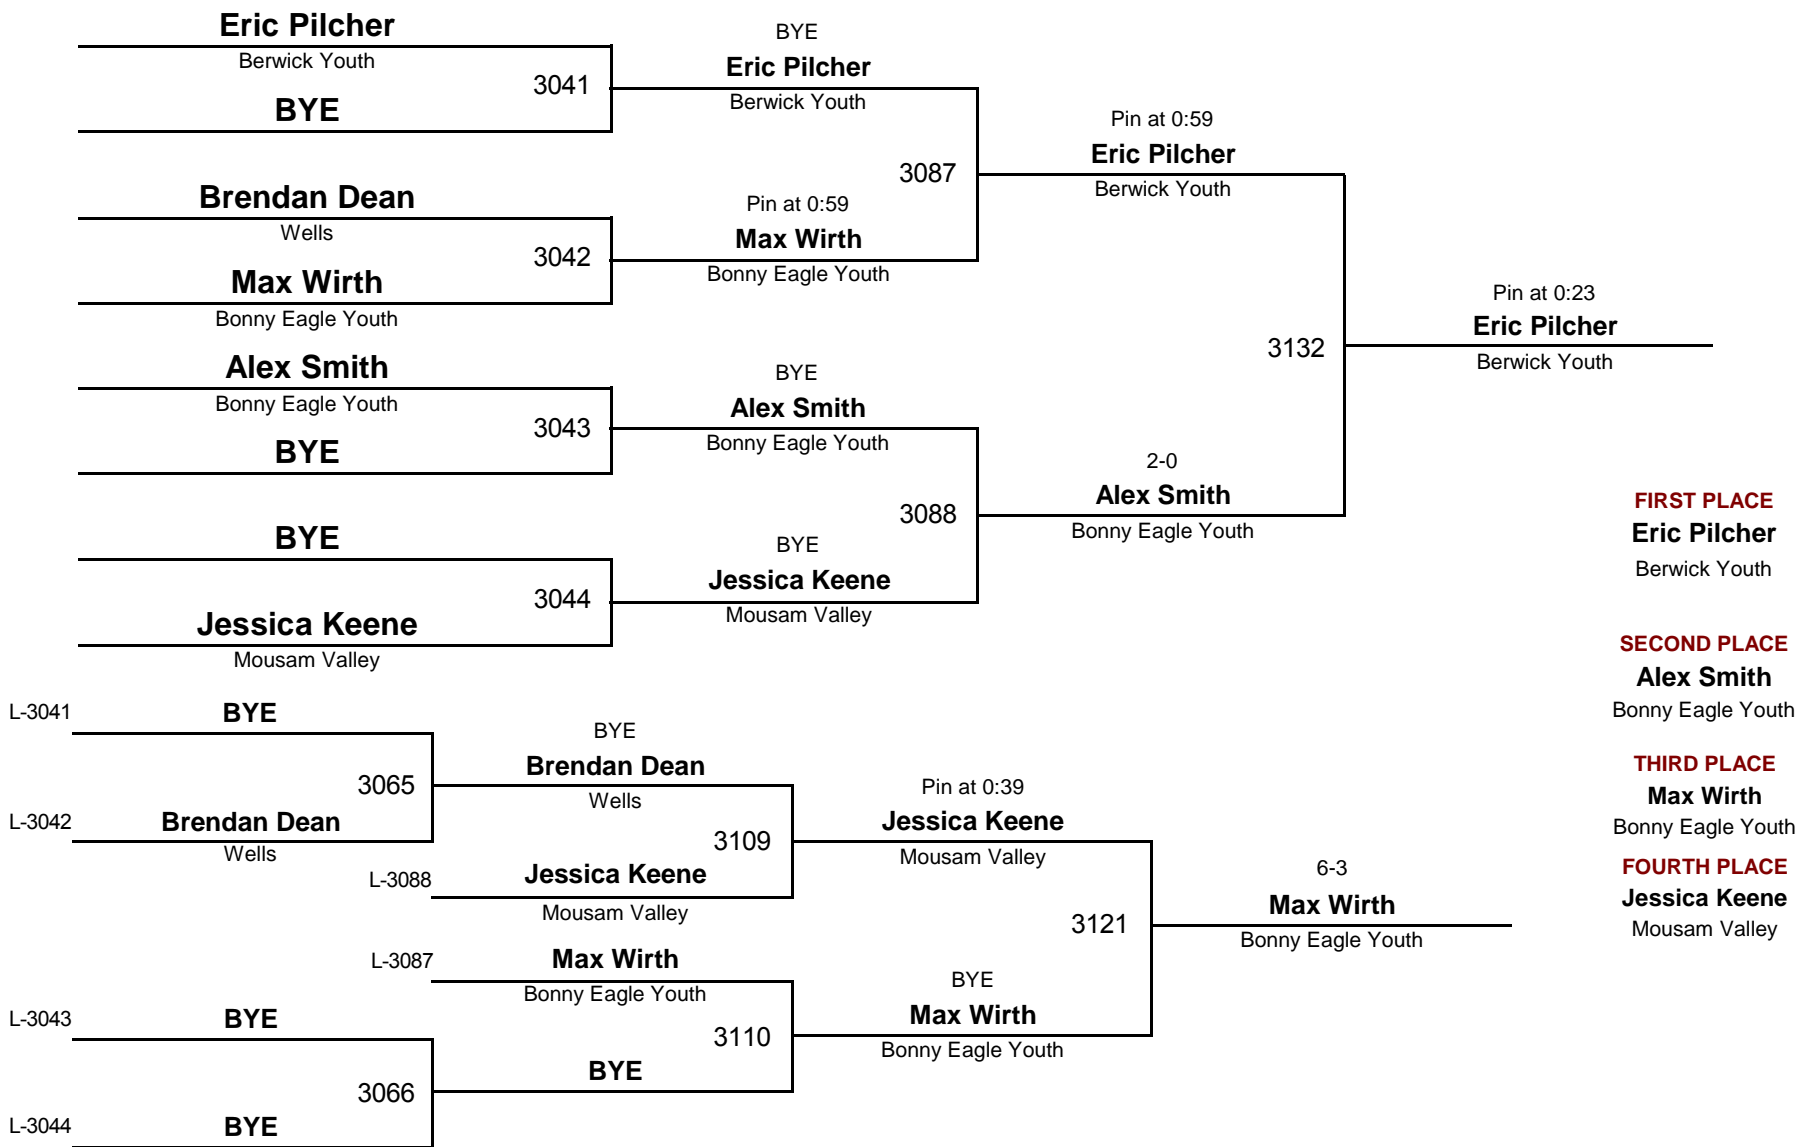 Eric Pilcher
Berwick Youth
3041
BYE
BYE
Eric Pilcher
Berwick Youth
Brendan Dean
Wells
3042
Max Wirth
Bonny Eagle Youth
Pin at 0:59
Max Wirth
Bonny Eagle Youth
3087
Pin at 0:59
Eric Pilcher
Berwick Youth
Alex Smith
Bonny Eagle Youth
3043
BYE
BYE
Alex Smith
Bonny Eagle Youth
BYE
3044
Jessica Keene
Mousam Valley
BYE
Jessica Keene
Mousam Valley
3088
2-0
Alex Smith
Bonny Eagle Youth
3132
Pin at 0:23
Eric Pilcher
Berwick Youth
FIRST PLACE
Eric Pilcher
Berwick Youth
SECOND PLACE
Alex Smith
Bonny Eagle Youth
THIRD PLACE
Max Wirth
Bonny Eagle Youth
FOURTH PLACE
Jessica Keene
Mousam Valley
L-3041
BYE
3065
L-3042
Brendan Dean
Wells
BYE
Brendan Dean
Wells
3109
L-3088
Jessica Keene
Mousam Valley
Pin at 0:39
Jessica Keene
Mousam Valley
L-3087
Max Wirth
Bonny Eagle Youth
3110
BYE
L-3043
BYE
3066
L-3044
BYE
BYE
Max Wirth
Bonny Eagle Youth
3121
6-3
Max Wirth
Bonny Eagle Youth